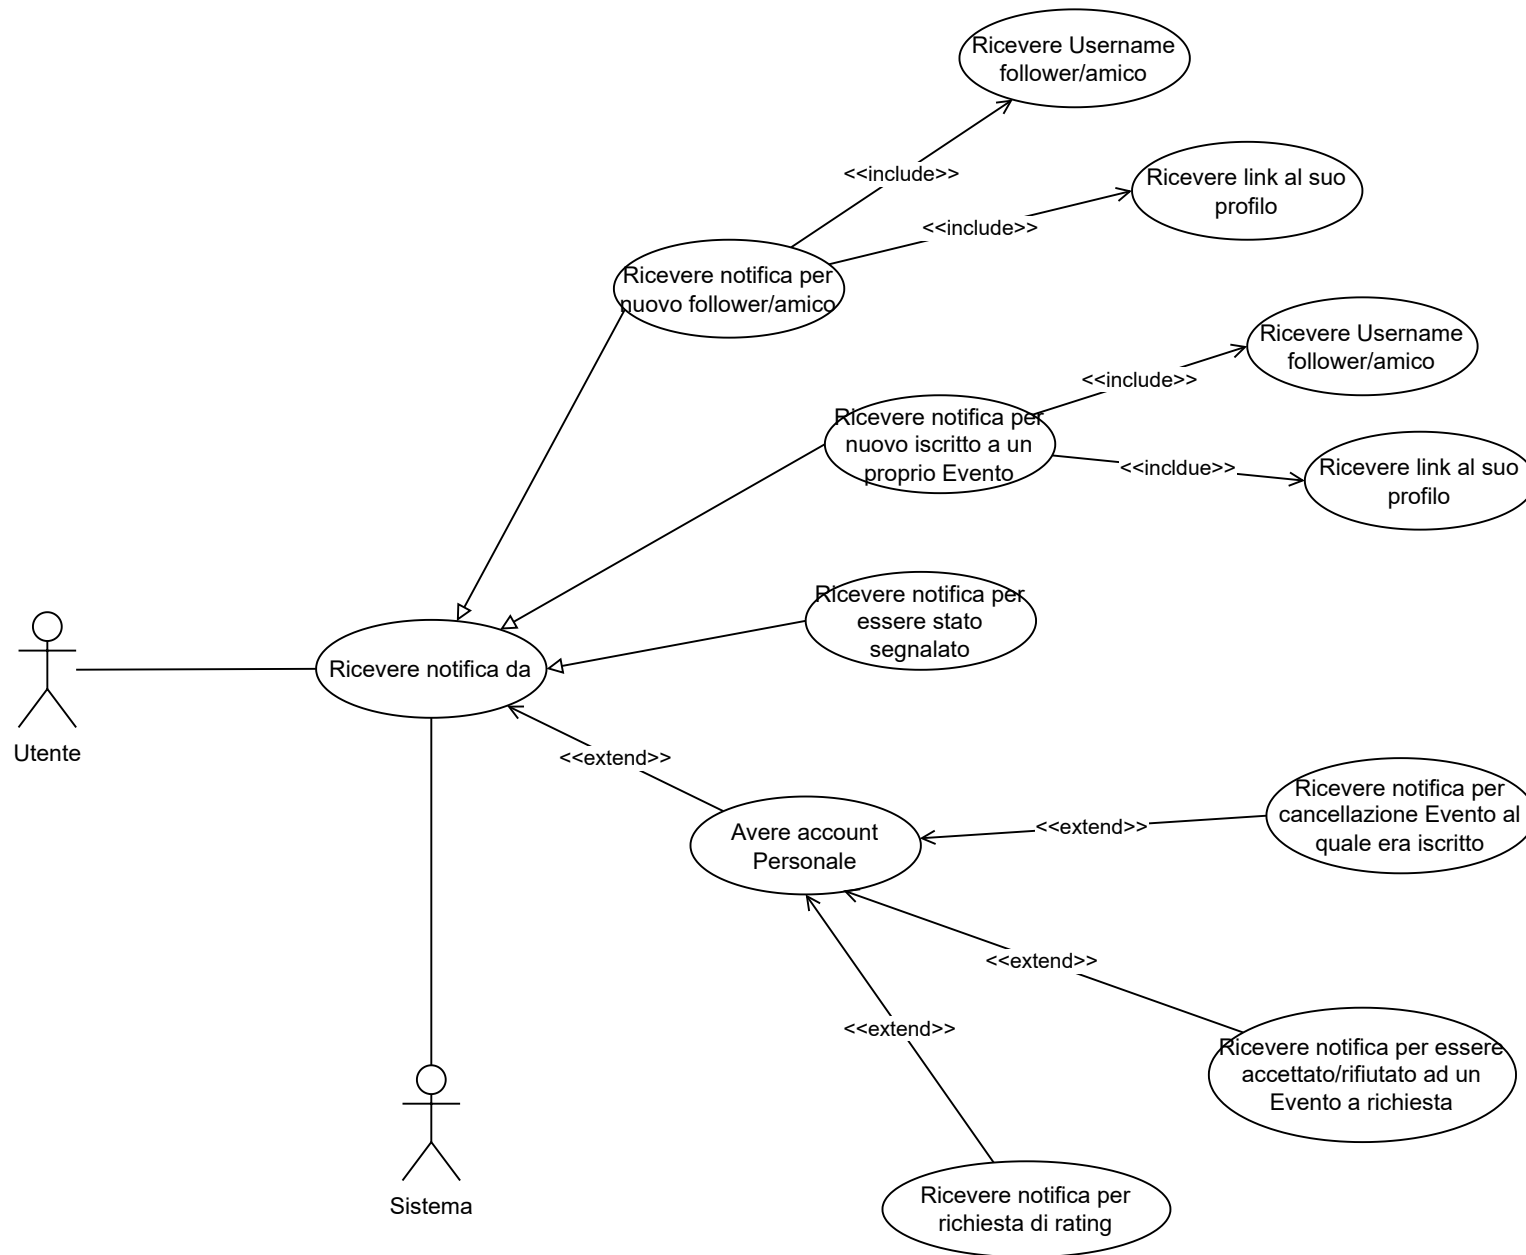 Ricevere Username
follower/amico
<<include>>
Ricevere link al suo
profilo
<<include>>
Ricevere notifica per
nuovo follower/amico
Ricevere Username
follower/amico
<<include>>
Ricevere notifica per
nuovo iscritto a un
proprio Evento
<<incldue>>
Ricevere link al suo
profilo
Ricevere notifica per
essere stato
segnalato
Ricevere notifica da
Utente
<<extend>>
Avere account
Personale
<<extend>>
Ricevere notifica per
cancellazione Evento al
quale era iscritto
<<extend>>
<<extend>>
Ricevere notifica per essere
accettato/rifiutato ad un
Evento a richiesta
Sistema
Ricevere notifica per
richiesta di rating